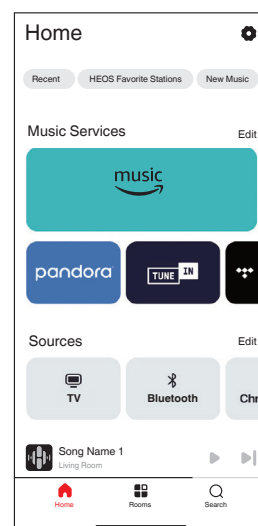 Home
Recent HEOS Favorite Stations New Music
Music Services Edit
music
pandora TUNE IN
Sources Edit
TV Bluetooth Chr
Song Name 1
Living Room
Home Rooms Search